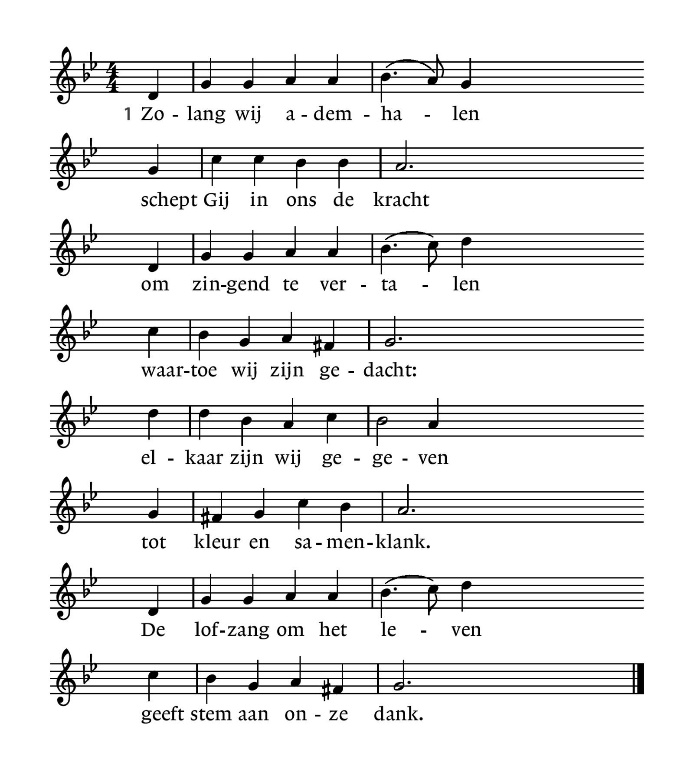 1 Zo - lang wij a - dem - ha - len
schept Gij in ons de kracht
om zin-gend te ver - ta - len
waar-toe wij zijn ge - dacht:
el - kaar zijn wij ge - ge - ven
tot kleur en sa - men-klank.
De lof-zang om het le - ven
geeft stem aan on - ze dank.